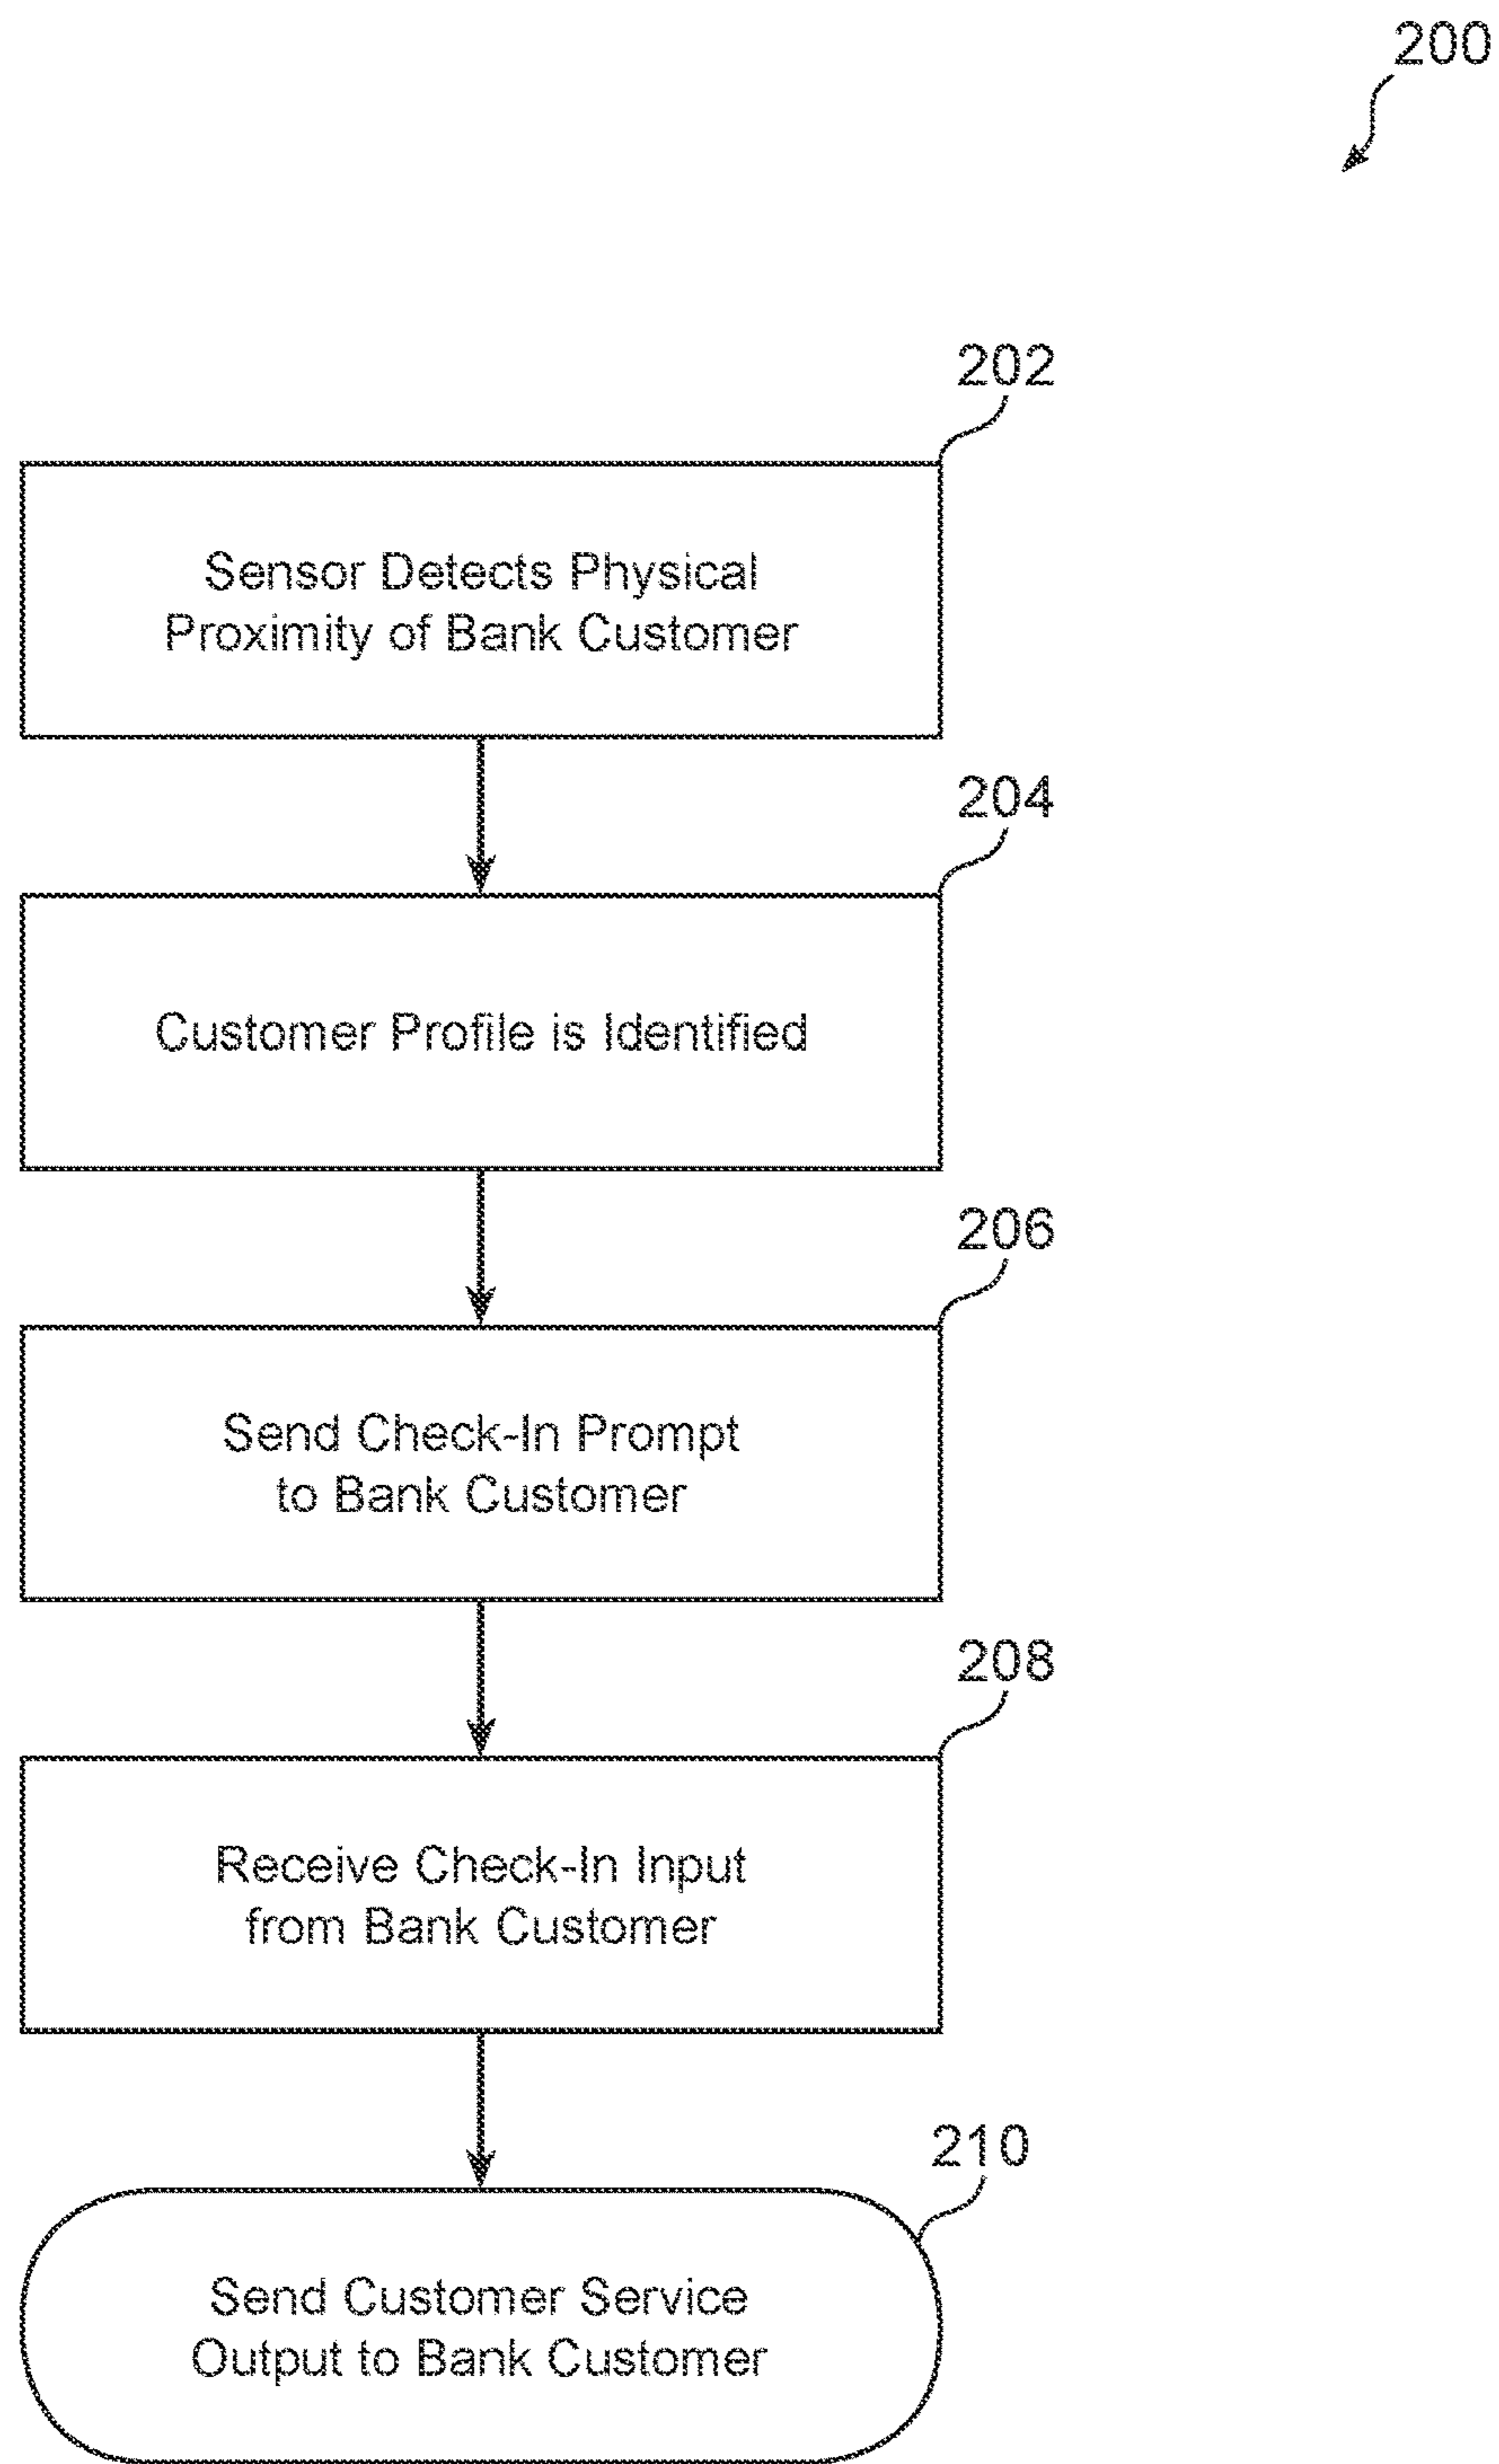 200
202
Sensor Detects Physical
Proximity of Bank Customer
204
Customer Profile is Identified
206
Send Check-In Prompt
to Bank Customer
208
Receive Check-In Input
from Bank Customer
210
Send Customer Service
Output to Bank Customer